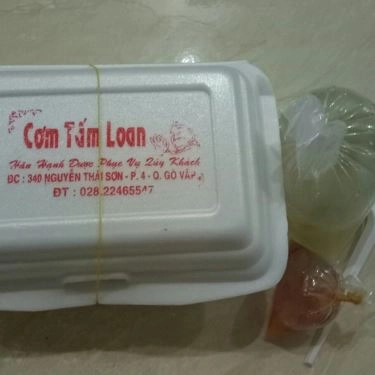 Cơm Tấm Loan
Hân Hạnh Được Phục Vụ Qúy Khách
ĐC : 340 NGUYỄN THÁI SƠN - P. 4 - Q. GÒ VẤP
ĐT : 028.22465547